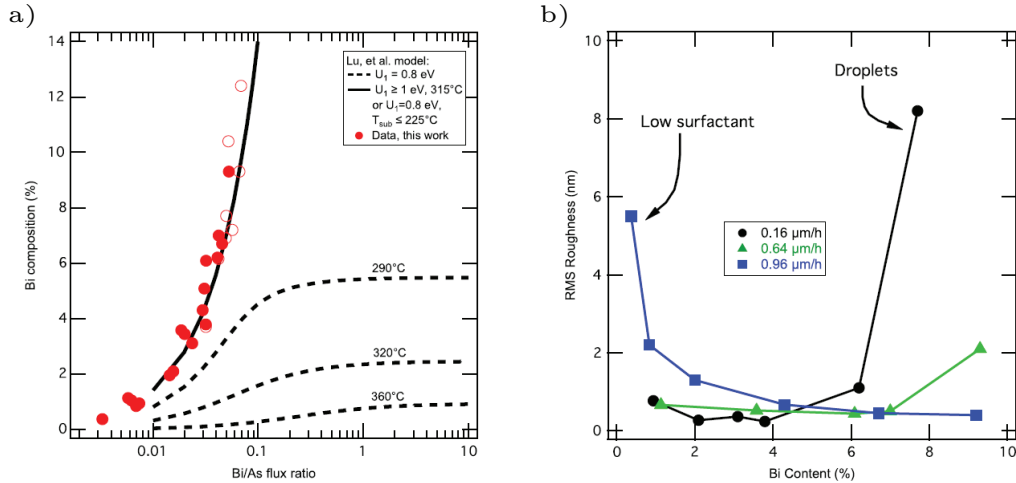 a)
14
12
10
8
6
4
2
0
Bi composition (%)
0.01
0.1
1
10
Bi/As flux ratio
Lu, et al. model:
U1 = 0.8 eV
U1 ≥ 1 eV, 315°C
or U1=0.8 eV,
Tsub ≤ 225°C
Data, this work
290°C
320°C
360°C
b)
10
8
6
4
2
0
RMS Roughness (nm)
0
2
4
6
8
10
Bi Content (%)
Droplets
Low surfactant
0.16 µm/h
0.64 µm/h
0.96 µm/h